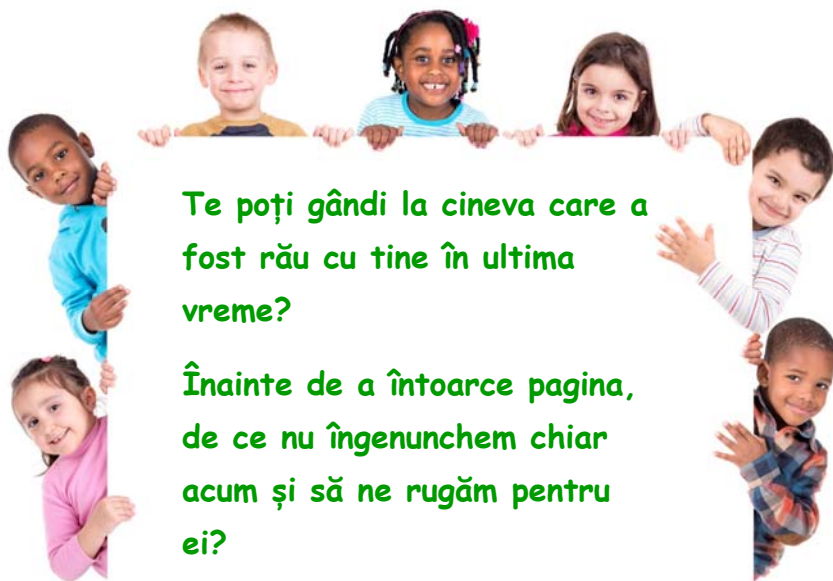 Te poți gândi la cineva care a
fost rău cu tine în ultima
vreme?
Înainte de a întoarce pagina,
de ce nu îngenunchem chiar
acum și să ne rugăm pentru
ei?